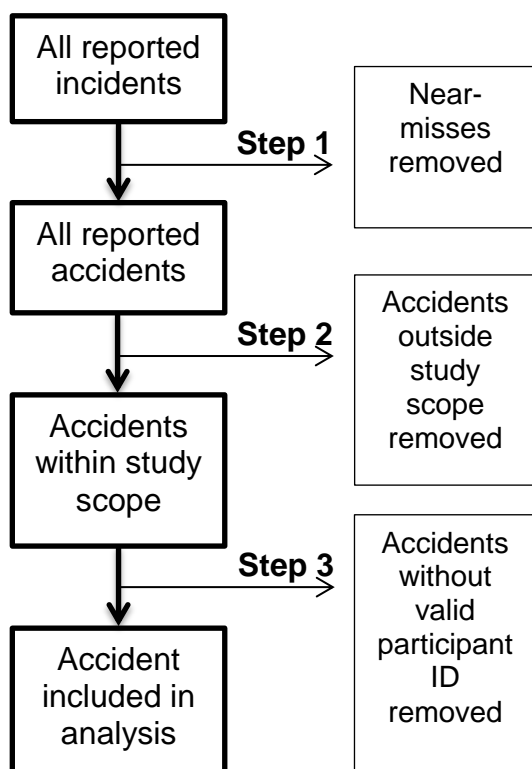 All reported
incidents
Step 1
Near-
misses
removed
All reported
accidents
Step 2
Accidents
outside
study
scope
removed
Accidents
within study
scope
Step 3
Accidents
without
valid
participant
ID
removed
Accident
included in
analysis